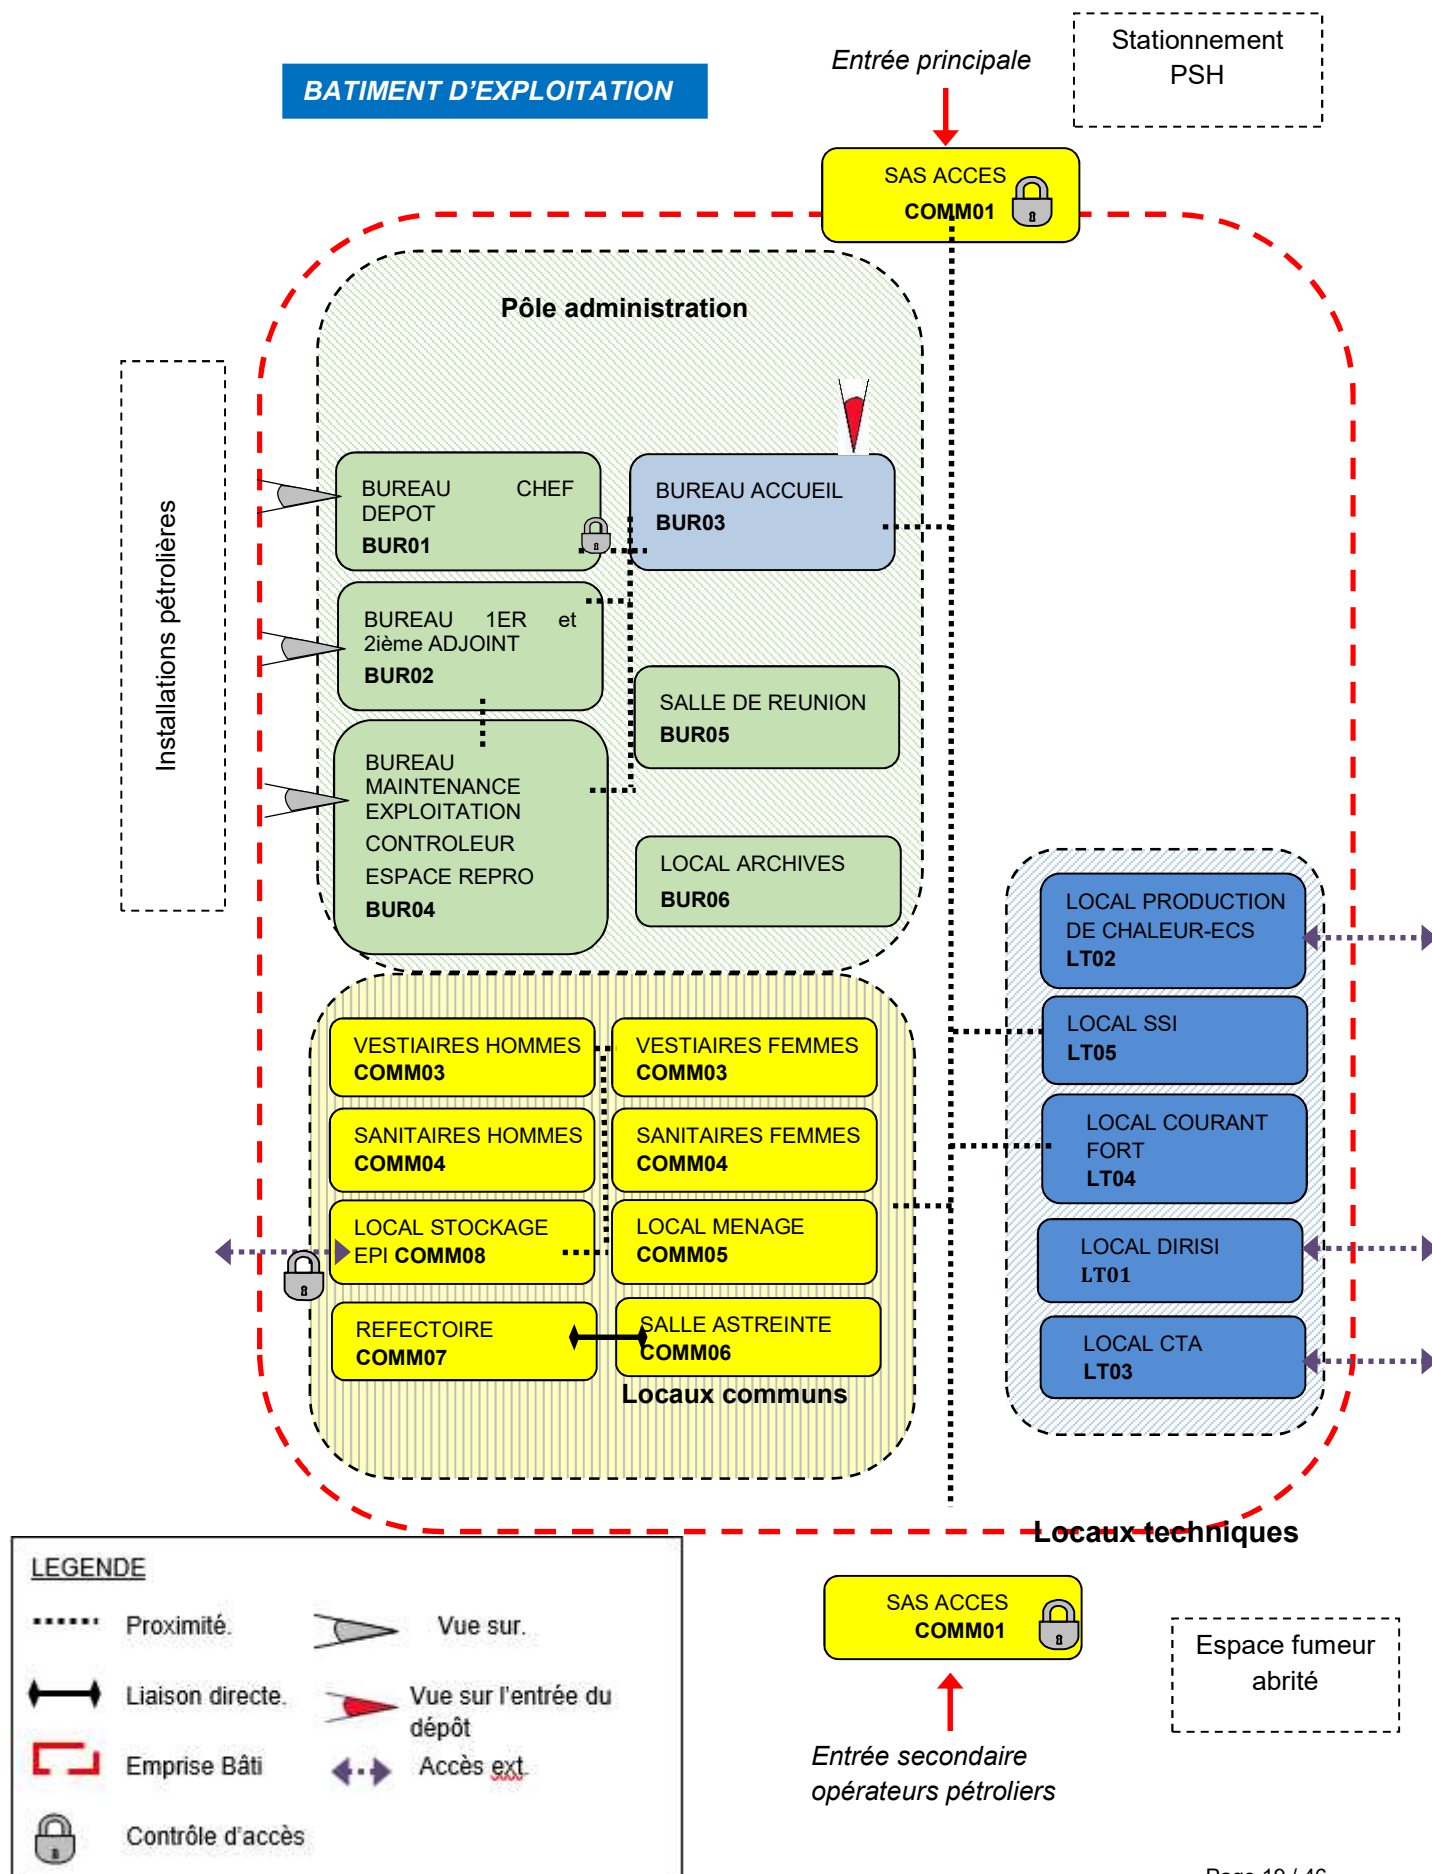 Stationnement
PSH
Entrée principale
BATIMENT D'EXPLOITATION
SAS ACCES
COMM01
Pôle administration
Installations pétrolières
BUREAU CHEF
DEPOT
BUR01
BUREAU ACCUEIL
BUR03
BUREAU 1ER et
2ième ADJOINT
BUR02
SALLE DE REUNION
BUR05
BUREAU
MAINTENANCE
EXPLOITATION
CONTROLEUR
ESPACE REPRO
BUR04
LOCAL ARCHIVES
BUR06
LOCAL PRODUCTION
DE CHALEUR-ECS
LT02
LOCAL SSI
LT05
LOCAL COURANT
FORT
LT04
LOCAL DIRISI
LT01
LOCAL CTA
LT03
VESTIAIRES HOMMES
COMM03
VESTIAIRES FEMMES
COMM03
SANITAIRES HOMMES
COMM04
SANITAIRES FEMMES
COMM04
LOCAL STOCKAGE
EPI COMM08
LOCAL MENAGE
COMM05
REFECTOIRE
COMM07
SALLE ASTREINTE
COMM06
Locaux communs
Locaux techniques
LEGENDE
Proximité.
Vue sur.
Liaison directe.
Vue sur l'entrée du
dépôt
Emprise Bâti
Accès ext.
Contrôle d'accès
SAS ACCES
COMM01
Espace fumeur
abrité
Entrée secondaire
opérateurs pétroliers
Page 19 / 46